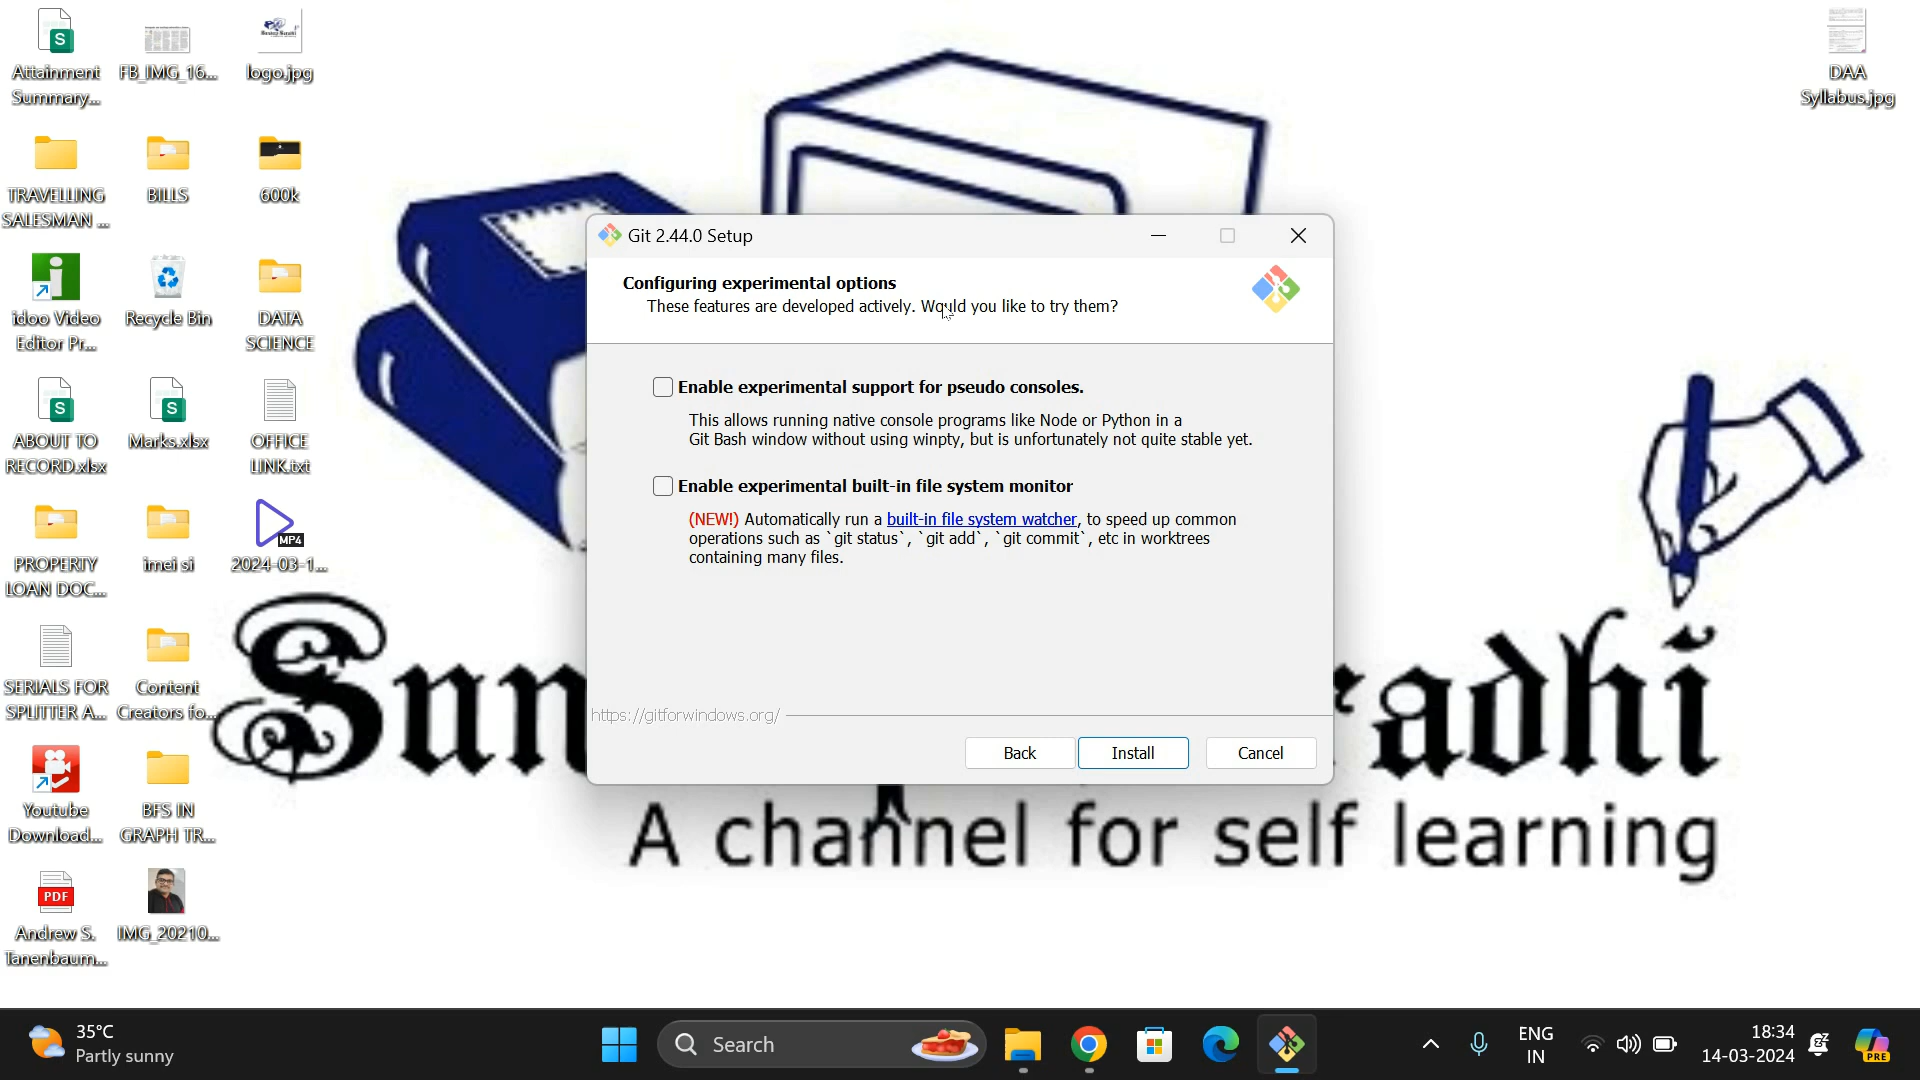 Attainment
Summary...
FB_IMG_16...
logo.jpg
DAA
Syllabus.jpg
TRAVELLING
SALESMAN ...
BILLS
600k
idoo Video
Editor Pr...
Recycle Bin
DATA
SCIENCE
ABOUT TO
RECORD.xlsx
Marks.xlsx
OFFICE
LINK.txt
PROPERTY
LOAN DOC...
imei si
MP4
2024-03-1...
SERIALS FOR
SPLITTER A...
Content
Creators fo...
Youtube
Download...
BFS IN
GRAPH TR...
PDF
Andrew S.
Tanenbaum...
IMG_20210...
Git 2.44.0 Setup
Configuring experimental options
These features are developed actively. Would you like to try them?
Enable experimental support for pseudo consoles.
This allows running native console programs like Node or Python in a
Git Bash window without using winpty, but is unfortunately not quite stable yet.
Enable experimental built-in file system monitor
(NEW!) Automatically run a built-in file system watcher, to speed up common
operations such as `git status`, `git add`, `git commit`, etc in worktrees
containing many files.
https://gitforwindows.org/
Back
Install
Cancel
A channel for self learning
35°C
Partly sunny
Search
ENG
IN
18:34
14-03-2024
PRE